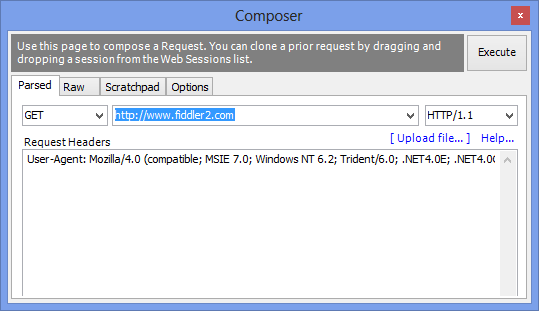 Composer
x
Use this page to compose a Request. You can clone a prior request by dragging and
dropping a session from the Web Sessions list.
Execute
Parsed Raw Scratchpad Options
GET http://www.fiddler2.com HTTP/1.1
Request Headers [ Upload file... ] Help...
User-Agent: Mozilla/4.0 (compatible; MSIE 7.0; Windows NT 6.2; Trident/6.0; .NET4.0E; .NET4.0C